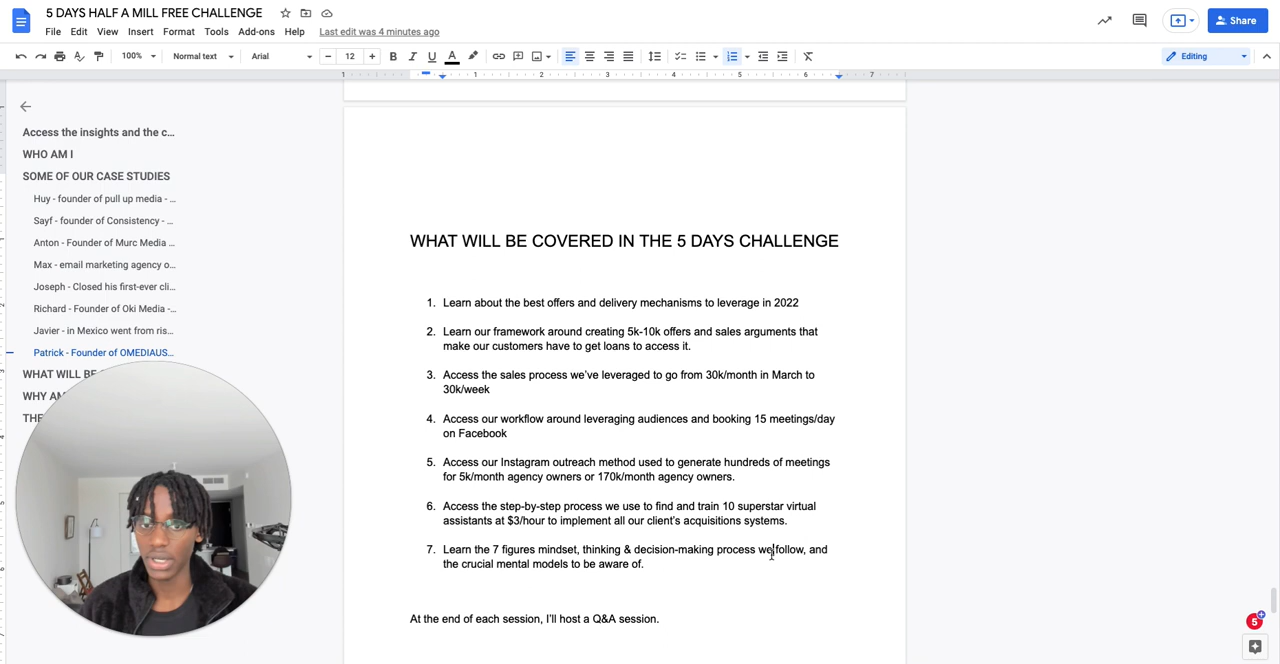 5 DAYS HALF A MILL FREE CHALLENGE
File Edit View Insert Format Tools Add-ons Help Last edit was 4 minutes ago
Share
100% Normal text Arial 12 B I U A Editing
1 1 2 3 4 5 6 7
Access the insights and the c...
WHO AM I
SOME OF OUR CASE STUDIES
Huy - founder of pull up media - ...
Sayf - founder of Consistency - ...
Anton - Founder of Murc Media ...
Max - email marketing agency o...
Joseph - Closed his first-ever cli...
Richard - Founder of Oki Media -...
Javier - in Mexico went from ris...
Patrick - Founder of OMEDIAUS...
WHAT WILL BE
WHY AM
THE
WHAT WILL BE COVERED IN THE 5 DAYS CHALLENGE
1. Learn about the best offers and delivery mechanisms to leverage in 2022
2. Learn our framework around creating 5k-10k offers and sales arguments that
make our customers have to get loans to access it.
3. Access the sales process we've leveraged to go from 30k/month in March to
30k/week
4. Access our workflow around leveraging audiences and booking 15 meetings/day
on Facebook
5. Access our Instagram outreach method used to generate hundreds of meetings
for 5k/month agency owners or 170k/month agency owners.
6. Access the step-by-step process we use to find and train 10 superstar virtual
assistants at $3/hour to implement all our client's acquisitions systems.
7. Learn the 7 figures mindset, thinking & decision-making process we follow, and
the crucial mental models to be aware of.
At the end of each session, I'll host a Q&A session.
5